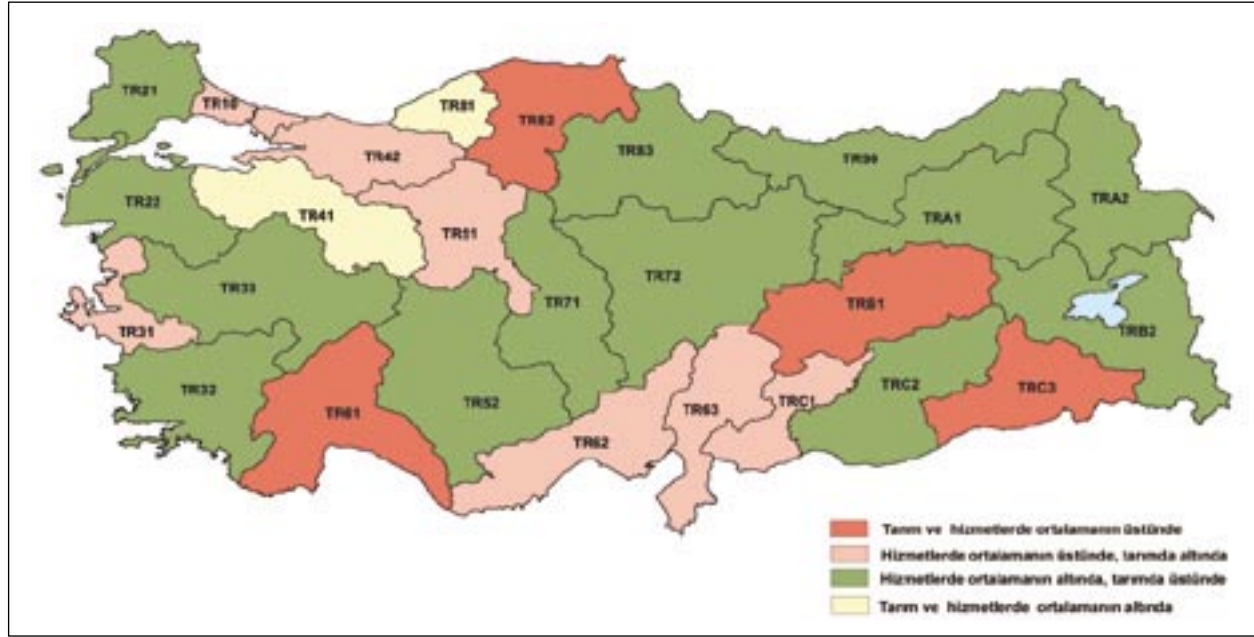 TR21
TR10
TR81
TR82
TR42
TR83
TR90
TRA2
TR22
TR41
TRA1
TR51
TR33
TR72
TR71
TRB1
TR31
TRB2
TR32
TRC2
TRC3
TR61
TR52
TR63
TRC1
TR62
Tarım ve hizmetlerde ortalamanın üstünde
Hizmetlerde ortalamanın üstünde, tarımda altında
Hizmetlerde ortalamanın altında, tarımda üstünde
Tarım ve hizmetlerde ortalamanın altında